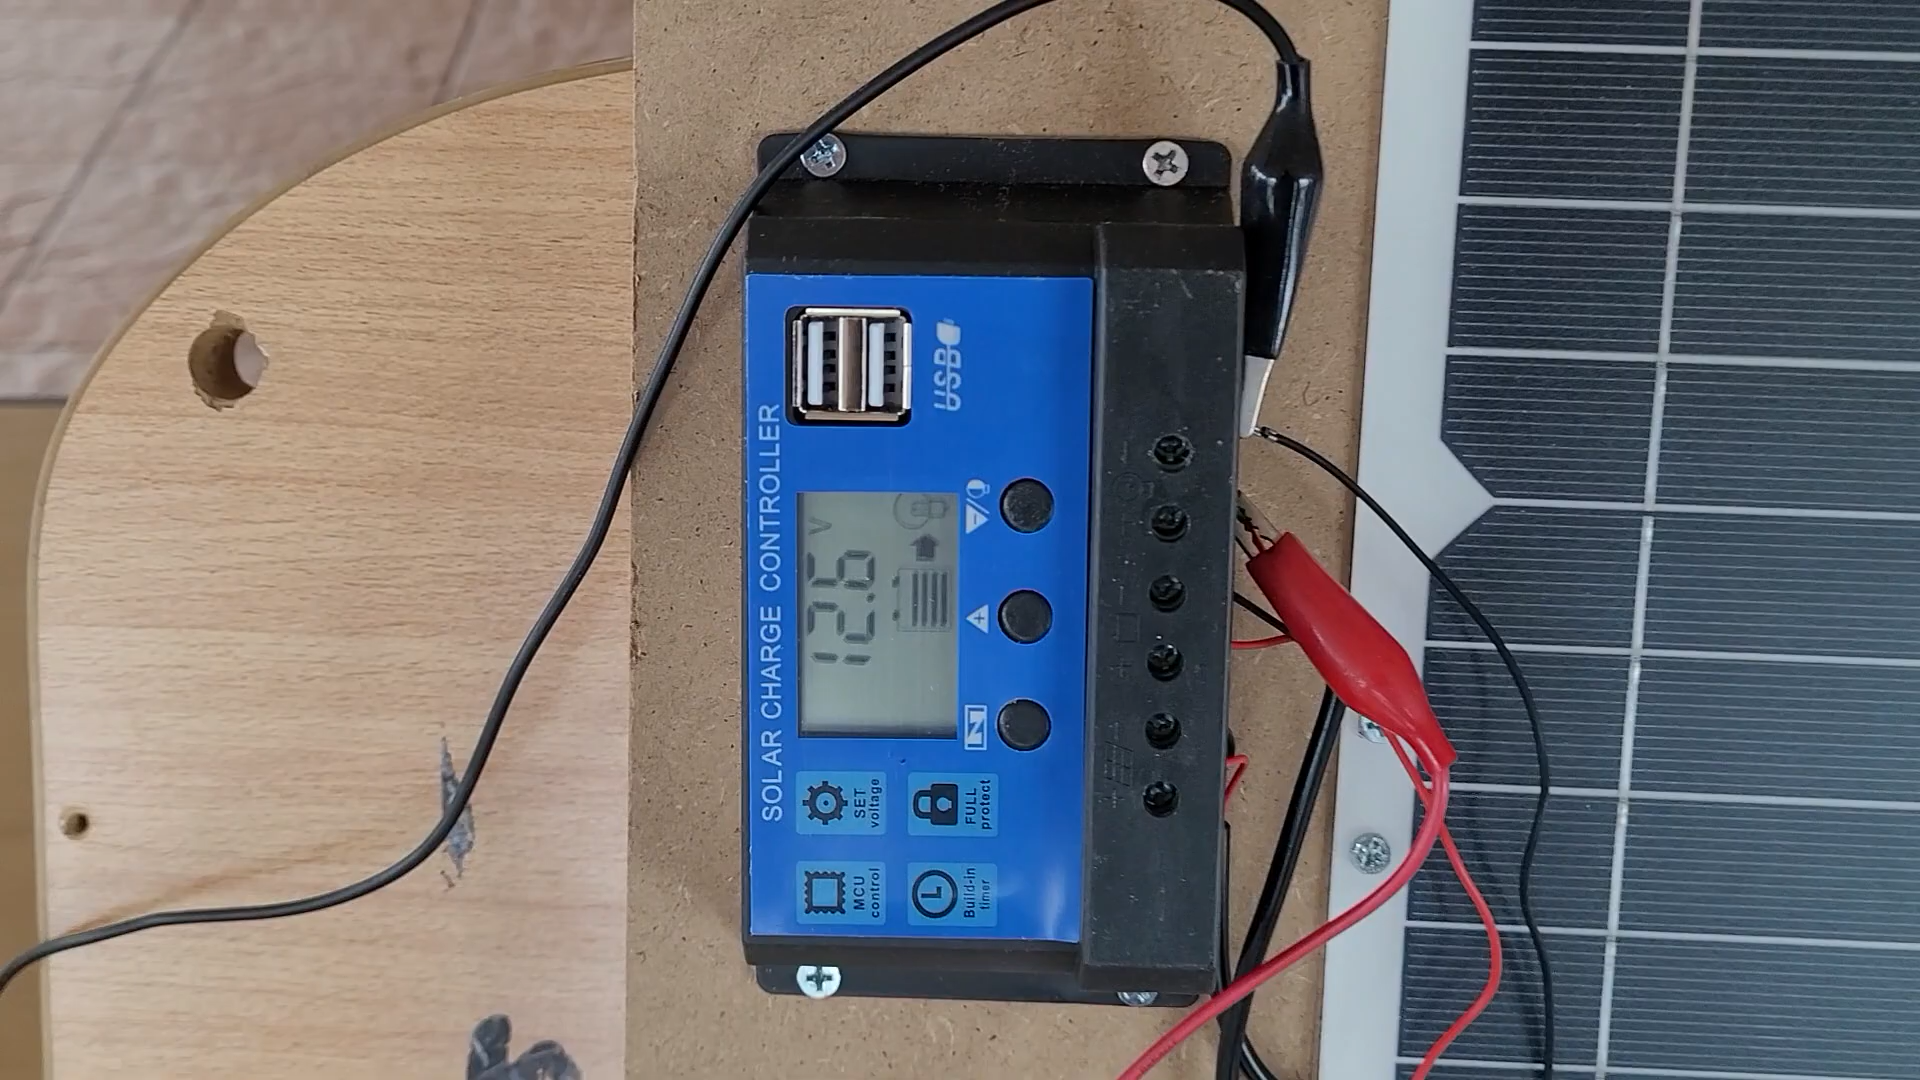 SOLAR CHARGE CONTROLLER
MCU
control
SET
voltage
12.6 V
Build-in
timer
FULL
protect
USB